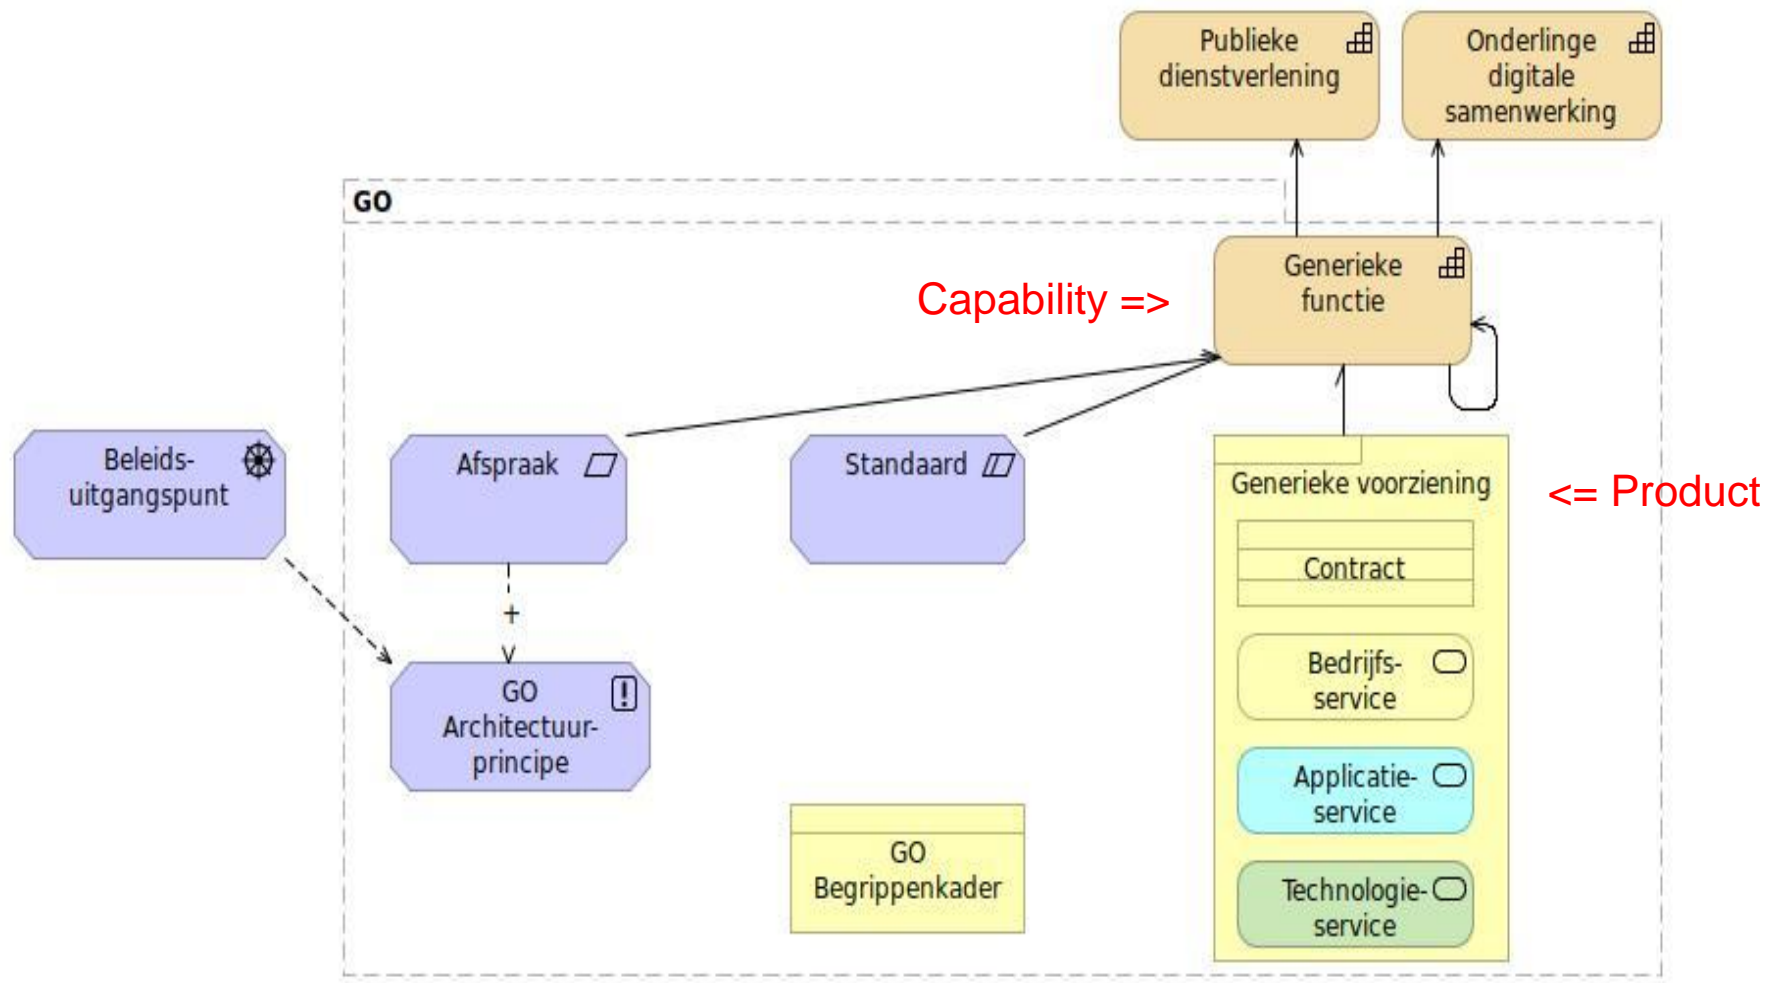 Publieke
dienstverlening
Onderlinge
digitale
samenwerking
GO
Capability =>
Generieke
functie
Beleids-
uitgangspunt
Afspraak
Standaard
Generieke voorziening
<= Product
Contract
+
Bedrijfs-
service
GO
Architectuur-
principe
Applicatie-
service
GO
Begrippenkader
Technologie-
service